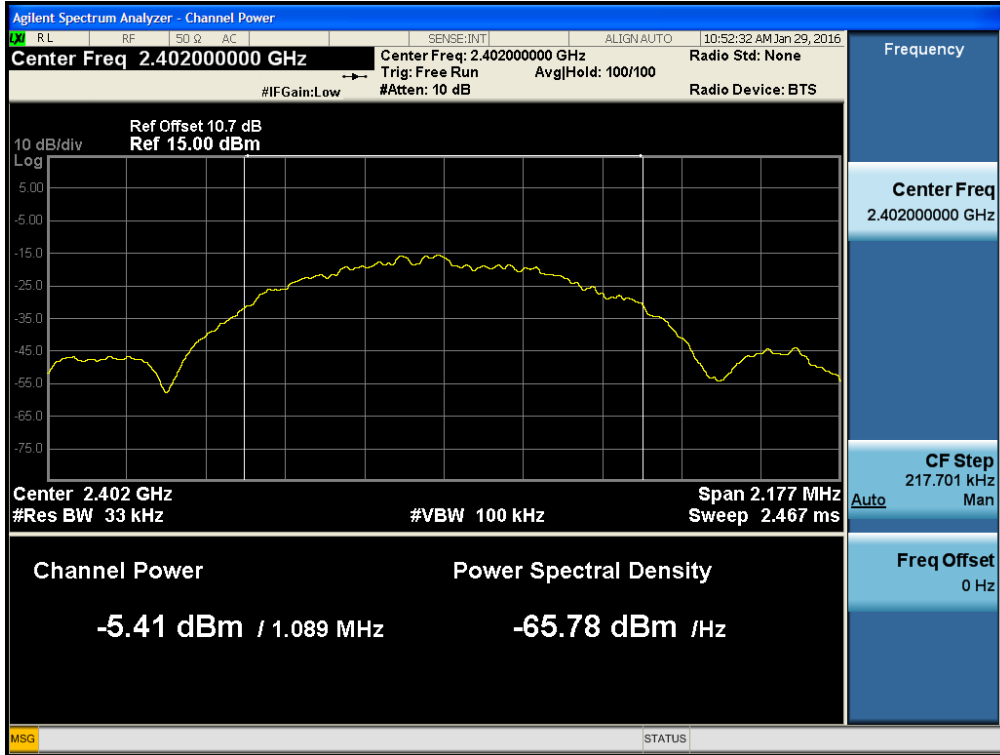 Agilent Spectrum Analyzer - Channel Power
LXI RL RF 50 Ω AC SENSE:INT ALIGN AUTO 10:52:32 AM Jan 29, 2016
Center Freq 2.402000000 GHz
#IFGain:Low
Center Freq: 2.402000000 GHz
Trig: Free Run Avg|Hold: 100/100
#Atten: 10 dB
Radio Std: None
Radio Device: BTS
Frequency
Ref Offset 10.7 dB
10 dB/div Ref 15.00 dBm
Log
5.00
-5.00
-15.0
-25.0
-35.0
-45.0
-55.0
-65.0
-75.0
Center 2.402 GHz Span 2.177 MHz
#Res BW 33 kHz #VBW 100 kHz Sweep 2.467 ms
Channel Power Power Spectral Density
-5.41 dBm / 1.089 MHz -65.78 dBm /Hz
Center Freq
2.402000000 GHz
CF Step
217.701 kHz
Auto Man
Freq Offset
0 Hz
MSG STATUS